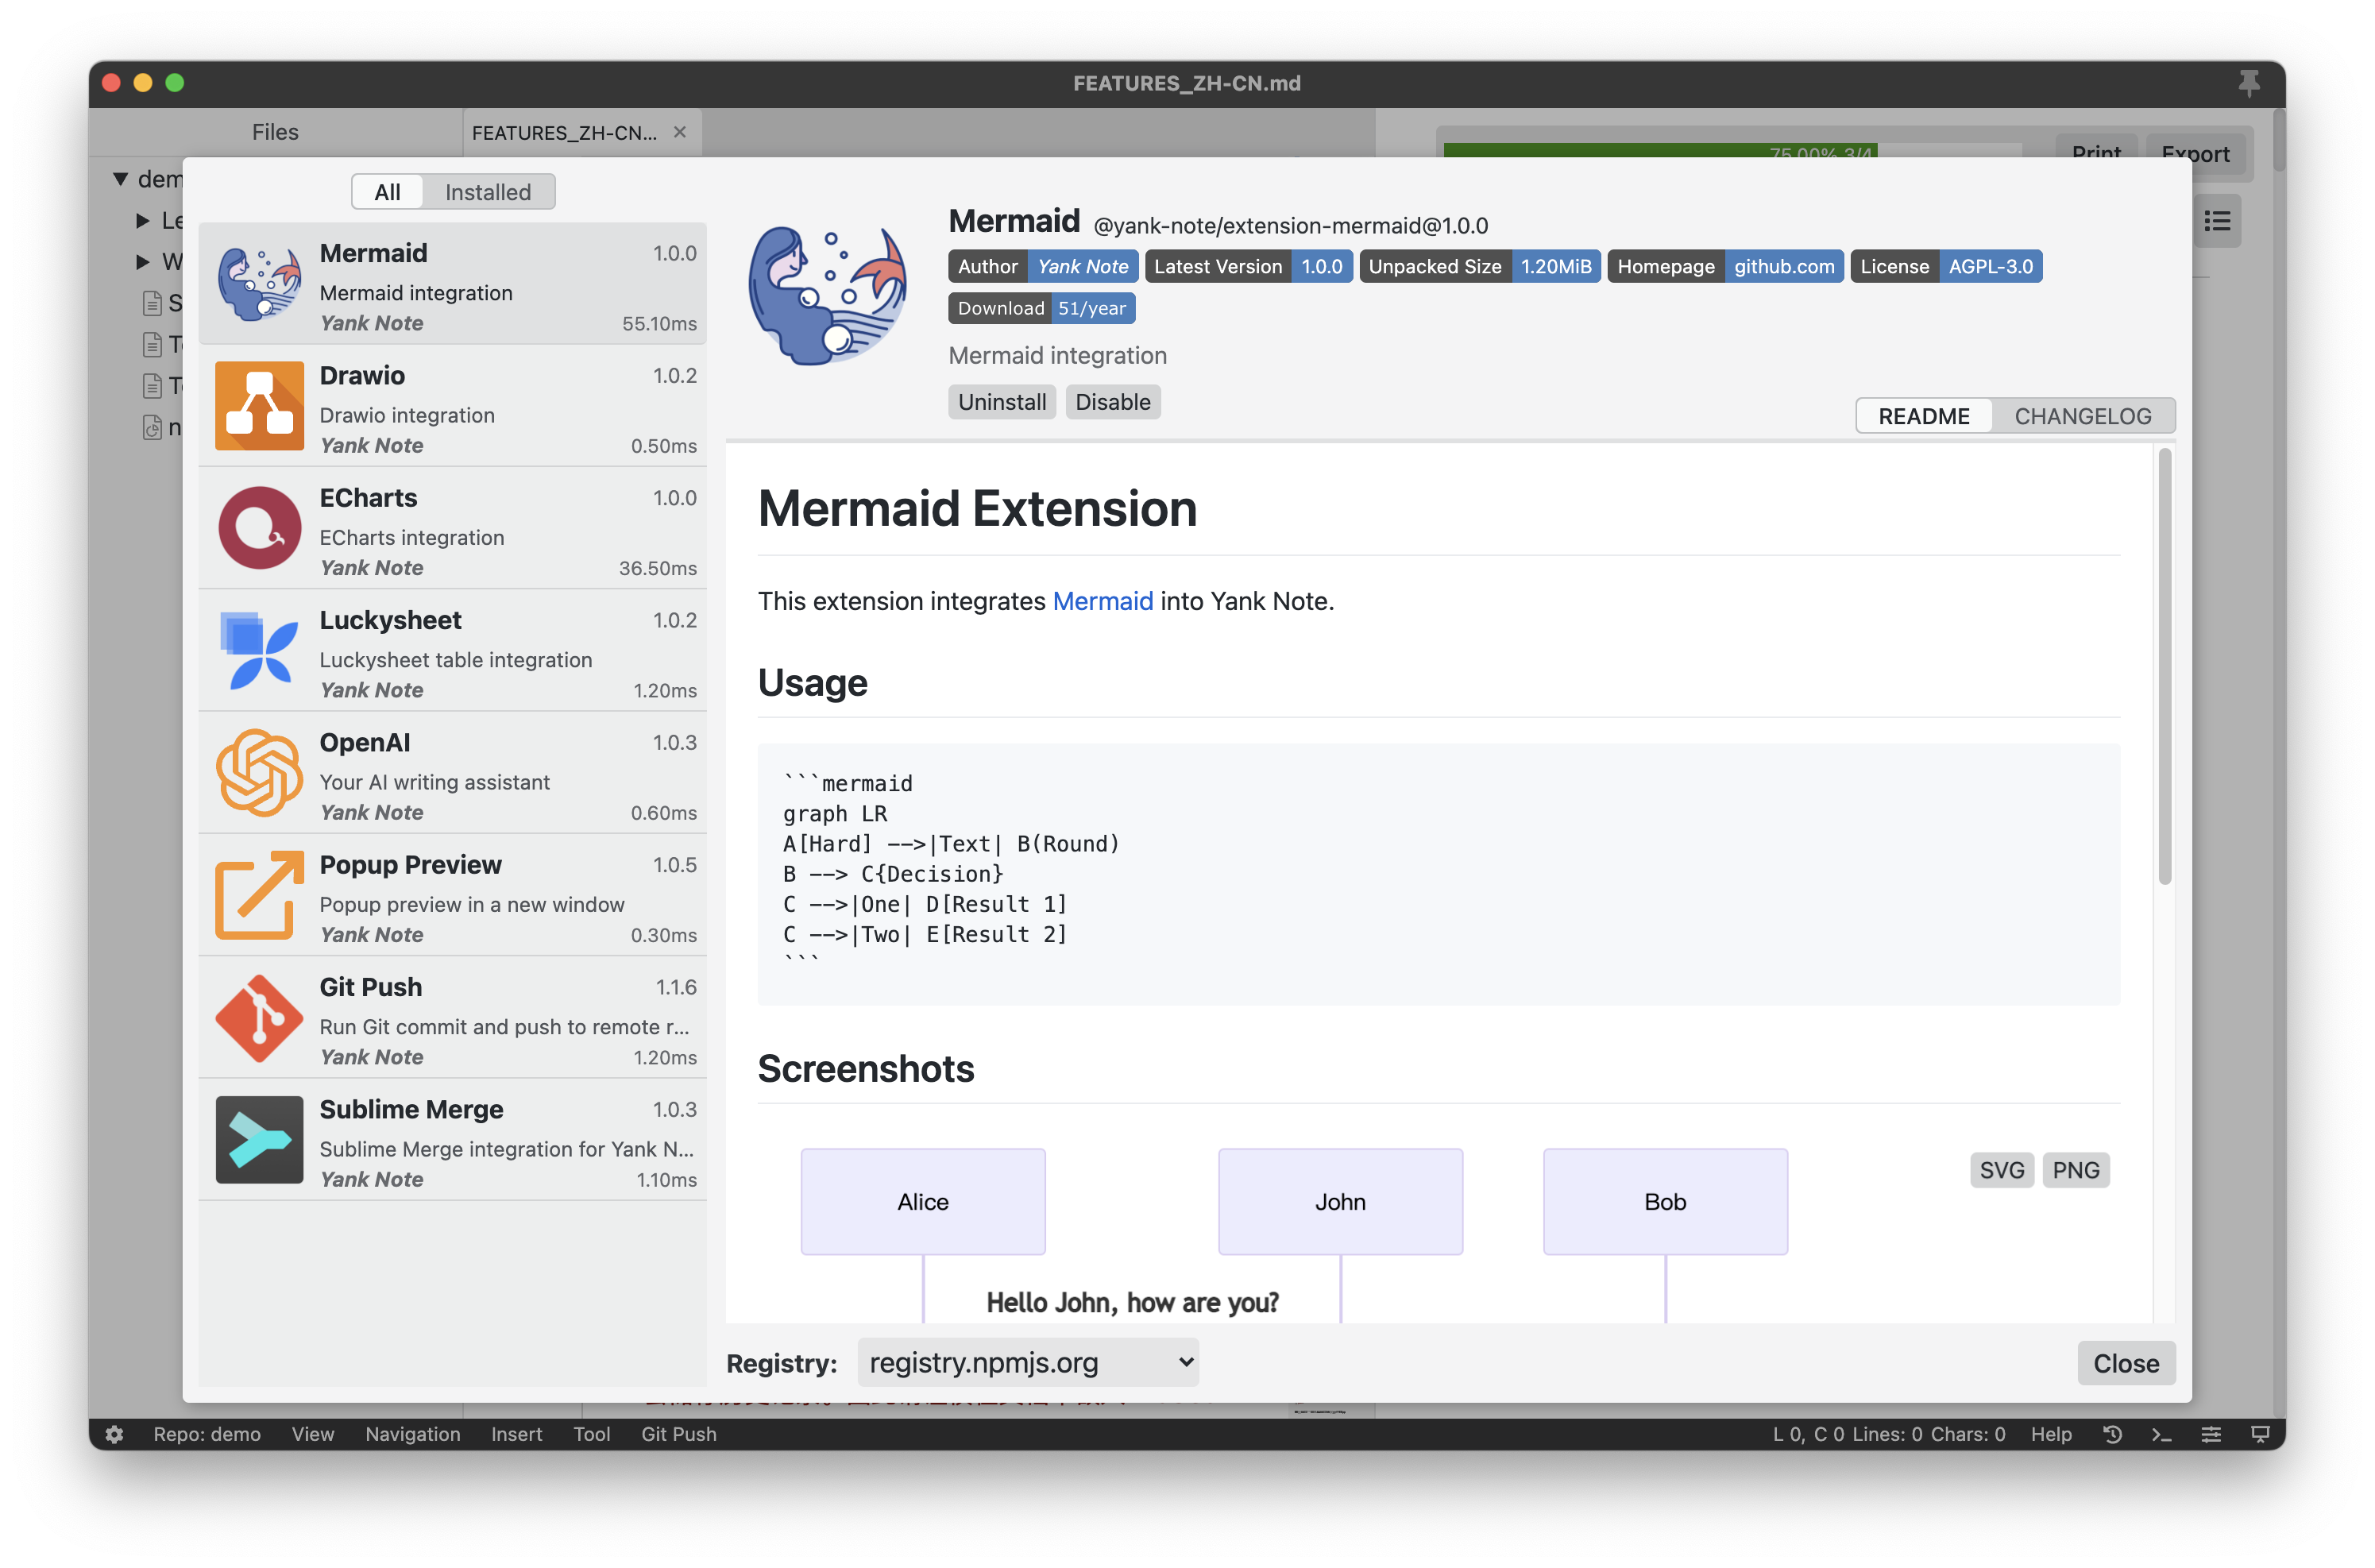 FEATURES_ZH-CN.md
Files
FEATURES_ZH-CN...
75.00% 3/4
Print
Export
dem
Le
W
S
T
T
n
All
Installed
Mermaid
1.0.0
Mermaid integration
Yank Note
55.10ms
Drawio
1.0.2
Drawio integration
Yank Note
0.50ms
ECharts
1.0.0
ECharts integration
Yank Note
36.50ms
Luckysheet
1.0.2
Luckysheet table integration
Yank Note
1.20ms
OpenAI
1.0.3
Your AI writing assistant
Yank Note
0.60ms
Popup Preview
1.0.5
Popup preview in a new window
Yank Note
0.30ms
Git Push
1.1.6
Run Git commit and push to remote r...
Yank Note
1.20ms
Sublime Merge
1.0.3
Sublime Merge integration for Yank N...
Yank Note
1.10ms
Mermaid @yank-note/extension-mermaid@1.0.0
Author Yank Note Latest Version 1.0.0 Unpacked Size 1.20MiB Homepage github.com License AGPL-3.0
Download 51/year
Mermaid integration
Uninstall Disable
README CHANGELOG
Mermaid Extension
This extension integrates Mermaid into Yank Note.
Usage
```mermaid
graph LR
A[Hard] -->|Text| B(Round)
B --> C{Decision}
C -->|One| D[Result 1]
C -->|Two| E[Result 2]
```
Screenshots
Alice
John
Bob
SVG PNG
Hello John, how are you?
Registry: registry.npmjs.org
Close
Repo: demo View Navigation Insert Tool Git Push
L 0, C 0 Lines: 0 Chars: 0 Help